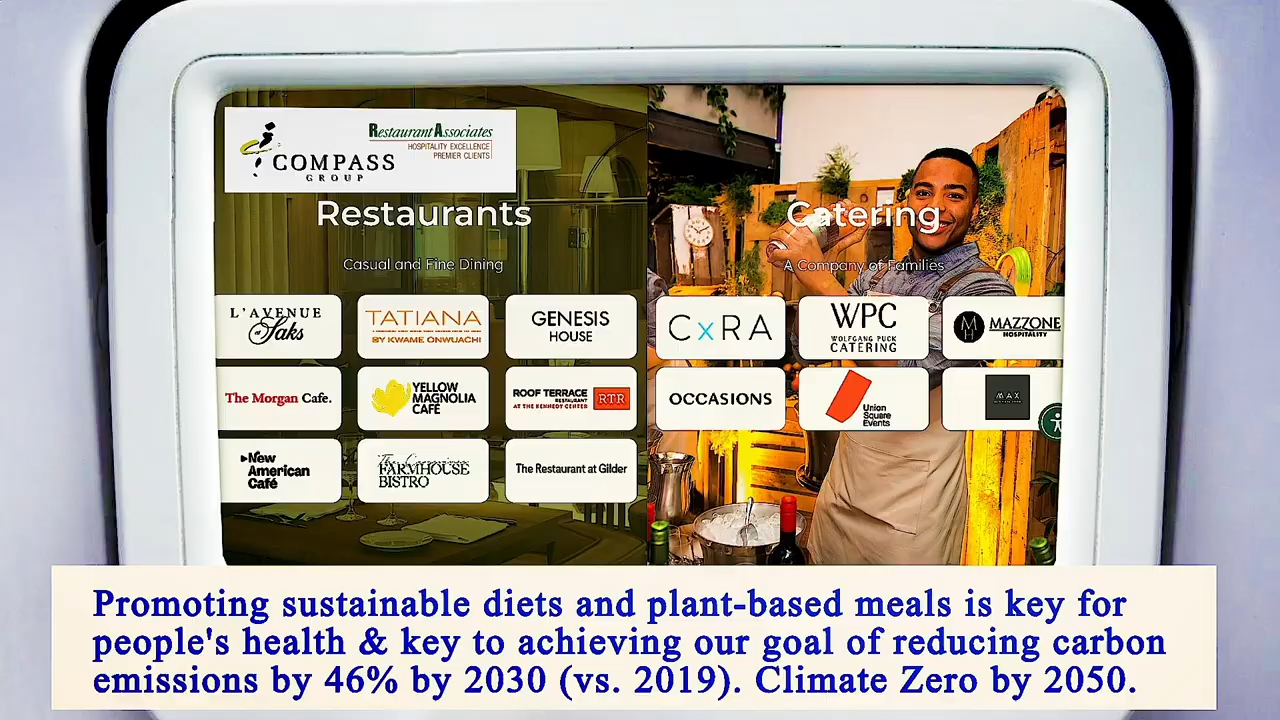 COMPASS
GROUP
Restaurant Associates
HOSPITALITY EXCELLENCE
PREMIER CLIENTS
Restaurants
Casual and Fine Dining
L'AVENUE
Saks
TATIANA
BY KWAME ONWUACHI
GENESIS
HOUSE
The Morgan Cafe.
YELLOW
MAGNOLIA
CAFÉ
ROOF TERRACE
RESTAURANT
AT THE KENNEDY CENTER
RTR
New
American
Café
FARMHOUSE
BISTRO
The Restaurant at Gilder
Catering
A Company of Families
CxRA
WPC
WOLFGANG PUCK
CATERING
MH
MAZZONE
HOSPITALITY
OCCASIONS
Union
Square
Events
MAX
Promoting sustainable diets and plant-based meals is key for
people's health & key to achieving our goal of reducing carbon
emissions by 46% by 2030 (vs. 2019). Climate Zero by 2050.